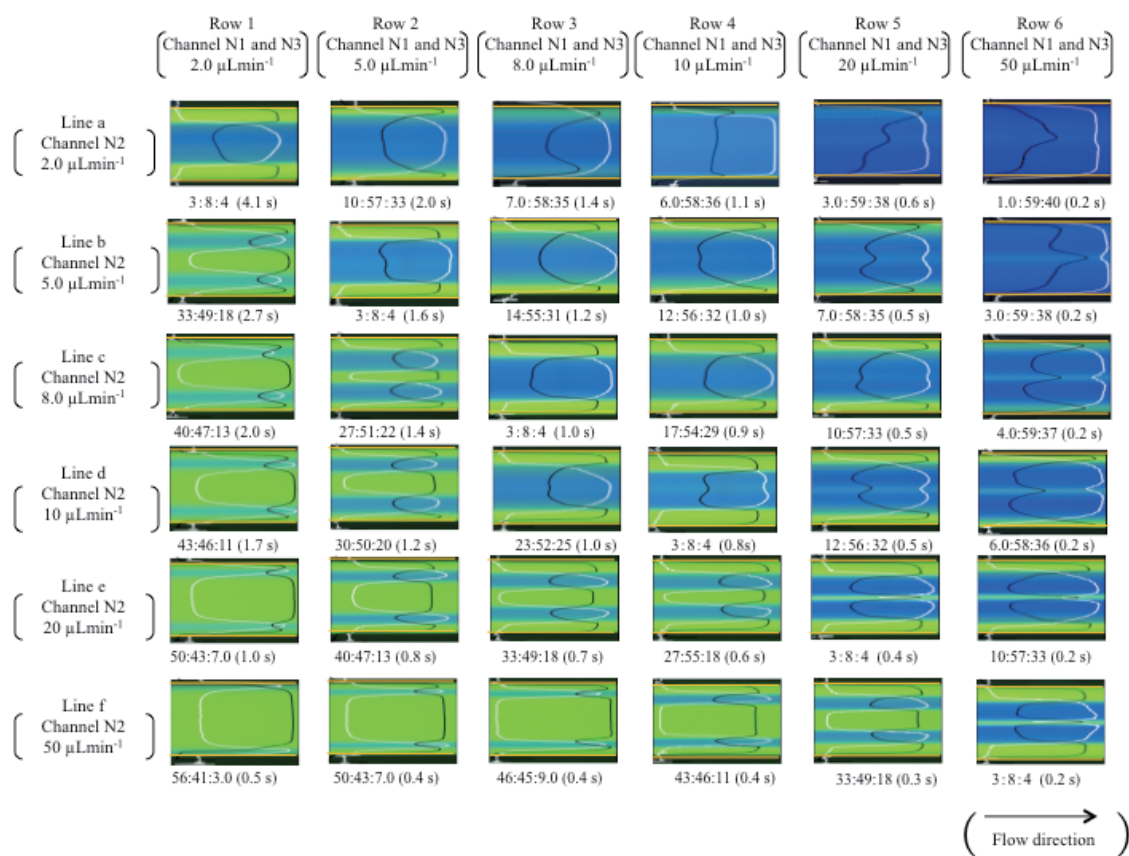 Row 1
Channel N1 and N3
2.0 µLmin-1
Row 2
Channel N1 and N3
5.0 µLmin-1
Row 3
Channel N1 and N3
8.0 µLmin-1
Row 4
Channel N1 and N3
10 µLmin-1
Row 5
Channel N1 and N3
20 µLmin-1
Row 6
Channel N1 and N3
50 µLmin-1
Line a
Channel N2
2.0 µLmin-1
3:8:4 (4.1 s)
10:57:33 (2.0 s)
7.0:58:35 (1.4 s)
6.0:58:36 (1.1 s)
3.0:59:38 (0.6 s)
1.0:59:40 (0.2 s)
Line b
Channel N2
5.0 µLmin-1
33:49:18 (2.7 s)
3:8:4 (1.6 s)
14:55:31 (1.2 s)
12:56:32 (1.0 s)
7.0:58:35 (0.5 s)
3.0:59:38 (0.2 s)
Line c
Channel N2
8.0 µLmin-1
40:47:13 (2.0 s)
27:51:22 (1.4 s)
3:8:4 (1.0 s)
17:54:29 (0.9 s)
10:57:33 (0.5 s)
4.0:59:37 (0.2 s)
Line d
Channel N2
10 µLmin-1
43:46:11 (1.7 s)
30:50:20 (1.2 s)
23:52:25 (1.0 s)
3:8:4 (0.8s)
12:56:32 (0.5 s)
6.0:58:36 (0.2 s)
Line e
Channel N2
20 µLmin-1
50:43:7.0 (1.0 s)
40:47:13 (0.8 s)
33:49:18 (0.7 s)
27:55:18 (0.6 s)
3:8:4 (0.4 s)
10:57:33 (0.2 s)
Line f
Channel N2
50 µLmin-1
56:41:3.0 (0.5 s)
50:43:7.0 (0.4 s)
46:45:9.0 (0.4 s)
43:46:11 (0.4 s)
33:49:18 (0.3 s)
3:8:4 (0.2 s)
Flow direction